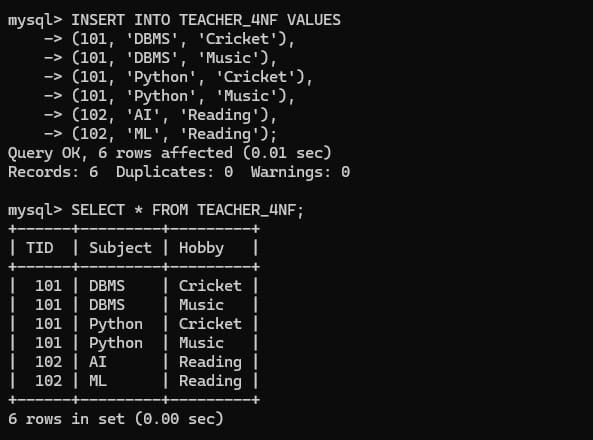 mysql> INSERT INTO TEACHER_4NF VALUES
    -> (101, 'DBMS', 'Cricket'),
    -> (101, 'DBMS', 'Music'),
    -> (101, 'Python', 'Cricket'),
    -> (101, 'Python', 'Music'),
    -> (102, 'AI', 'Reading'),
    -> (102, 'ML', 'Reading');
Query OK, 6 rows affected (0.01 sec)
Records: 6  Duplicates: 0  Warnings: 0

mysql> SELECT * FROM TEACHER_4NF;
+------+---------+---------+
| TID  | Subject | Hobby   |
+------+---------+---------+
|  101 | DBMS    | Cricket |
|  101 | DBMS    | Music   |
|  101 | Python  | Cricket |
|  101 | Python  | Music   |
|  102 | AI      | Reading |
|  102 | ML      | Reading |
+------+---------+---------+
6 rows in set (0.00 sec)